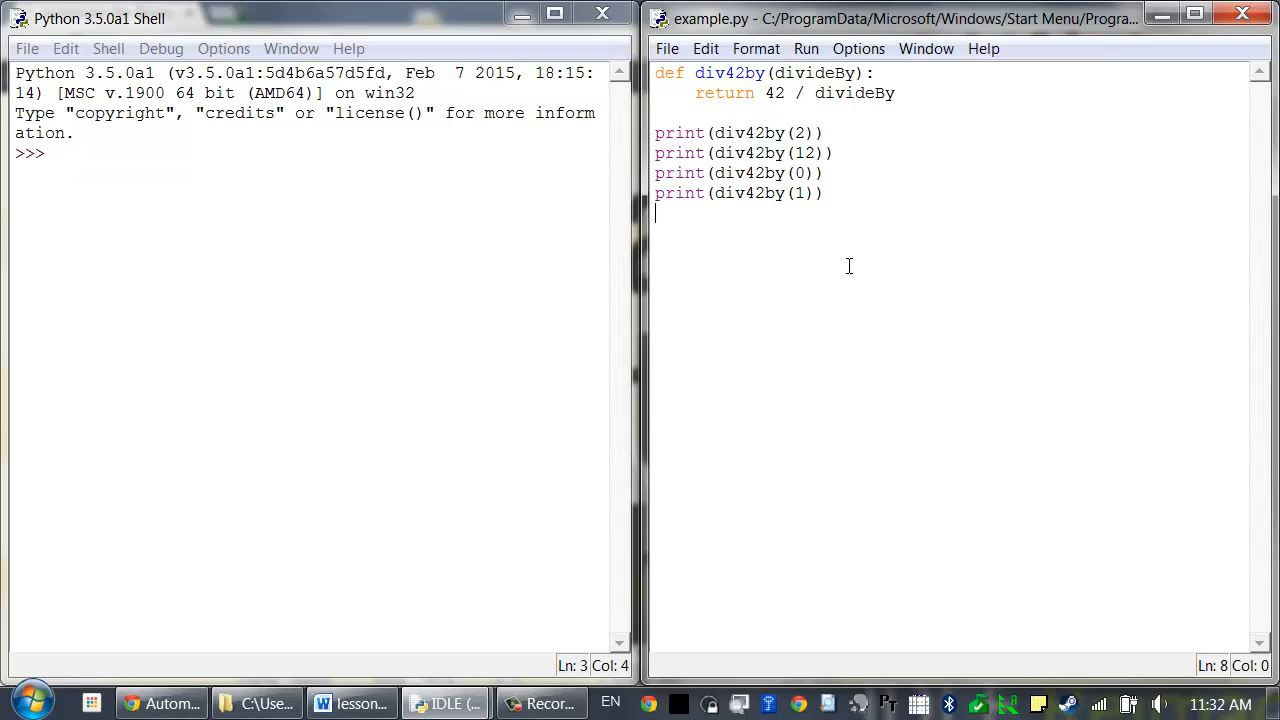 Python 3.5.0a1 Shell
File Edit Shell Debug Options Window Help
Python 3.5.0a1 (v3.5.0a1:5d4b6a57d5fd, Feb  7 2015, 18:15:
14) [MSC v.1900 64 bit (AMD64)] on win32
Type "copyright", "credits" or "license()" for more inform
ation.
>>>
Ln: 3 Col: 4
example.py - C:/ProgramData/Microsoft/Windows/Start Menu/Progra...
File Edit Format Run Options Window Help
def div42by(divideBy):
    return 42 / divideBy
print(div42by(2))
print(div42by(12))
print(div42by(0))
print(div42by(1))
Ln: 8 Col: 0
Autom... C:\Use... lesson... IDLE (... Recor... EN 11:32 AM